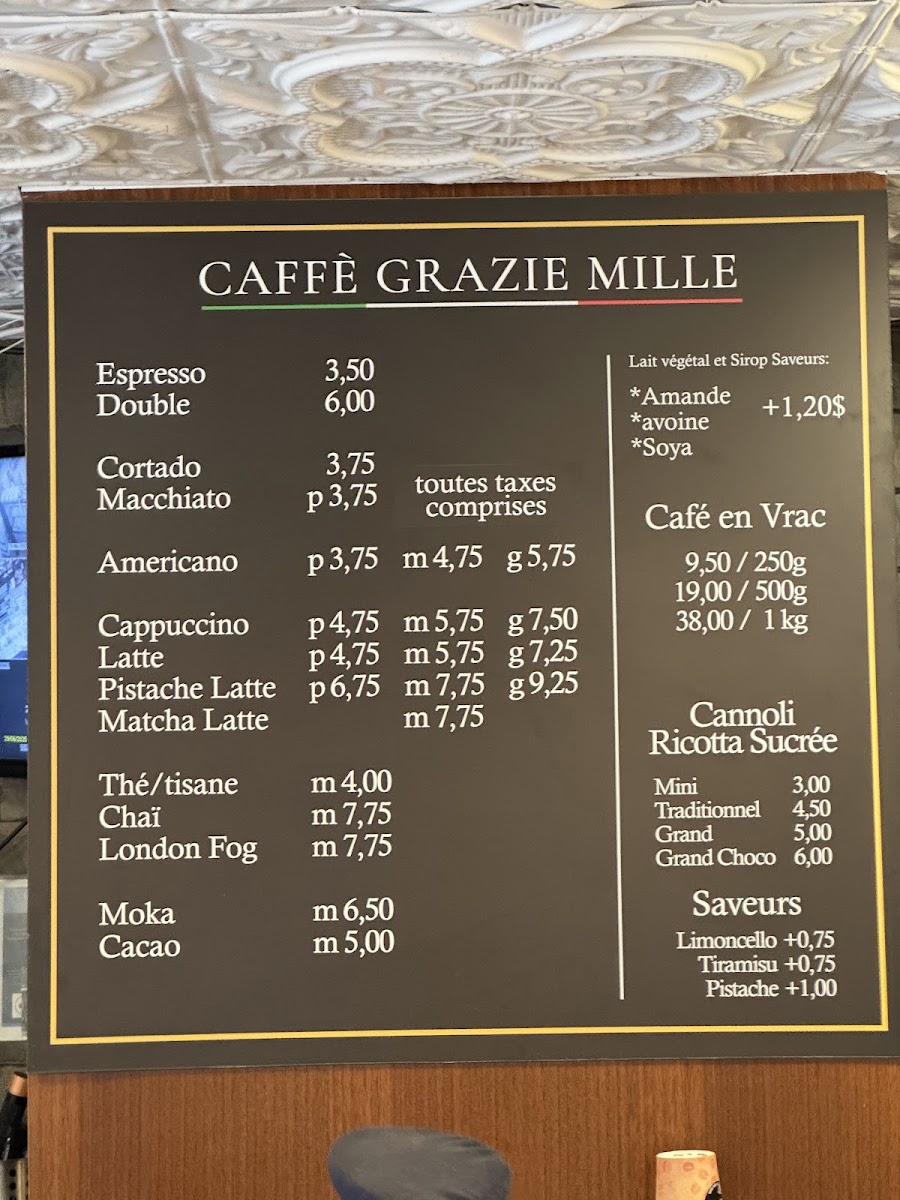 CAFFÈ GRAZIE MILLE
Espresso 3,50
Double 6,00
Cortado 3,75
Macchiato p 3,75
toutes taxes
comprises
Americano p 3,75 m 4,75 g 5,75
Cappuccino p 4,75 m 5,75 g 7,50
Latte p 4,75 m 5,75 g 7,25
Pistache Latte p 6,75 m 7,75 g 9,25
Matcha Latte m 7,75
Thé/tisane m 4,00
Chaï m 7,75
London Fog m 7,75
Moka m 6,50
Cacao m 5,00
Lait végétal et Sirop Saveurs:
*Amande
+1,20$
*avoine
*Soya
Café en Vrac
9,50 / 250g
19,00 / 500g
38,00 / 1 kg
Cannoli
Ricotta Sucrée
Mini 3,00
Traditionnel 4,50
Grand 5,00
Grand Choco 6,00
Saveurs
Limoncello +0,75
Tiramisu +0,75
Pistache +1,00